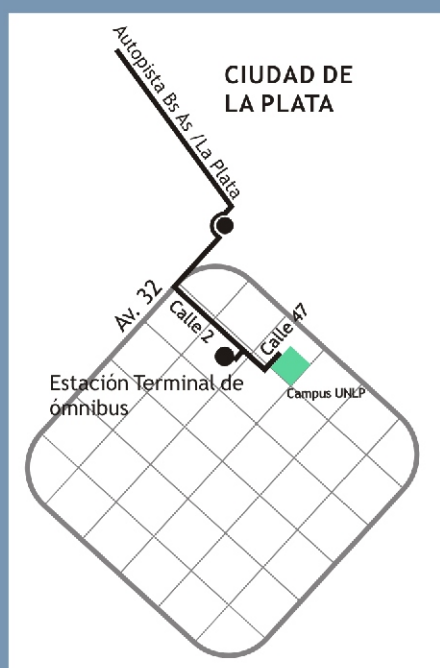 Autopista Bs As /La Plata
CIUDAD DE
LA PLATA
Av. 32
Calle 2
Calle 47
Estación Terminal de
ómnibus
Campus UNLP